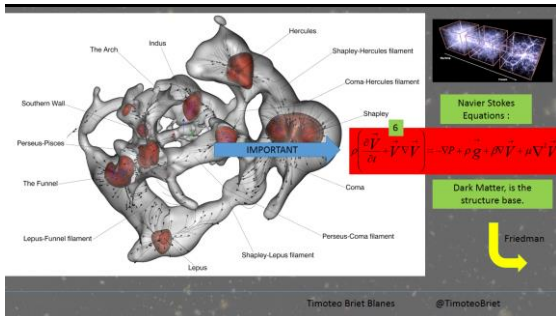 Hercules
Indus
The Arch
Shapley-Hercules filament
Coma-Hercules filament
Southern Wall
Shapley
Perseus-Pisces
IMPORTANT
The Funnel
Coma
Lepus-Funnel filament
Perseus-Coma filament
Shapley-Lepus filament
Lepus
Navier Stokes
Equations :
6
ρ(∂V⃗/∂t + V⃗∇V⃗) = -∇P + ρg⃗ + β∇V⃗ + μ∇²V⃗
Dark Matter, is the
structure base.
Friedman
Timoteo Briet Blanes @TimoteoBriet